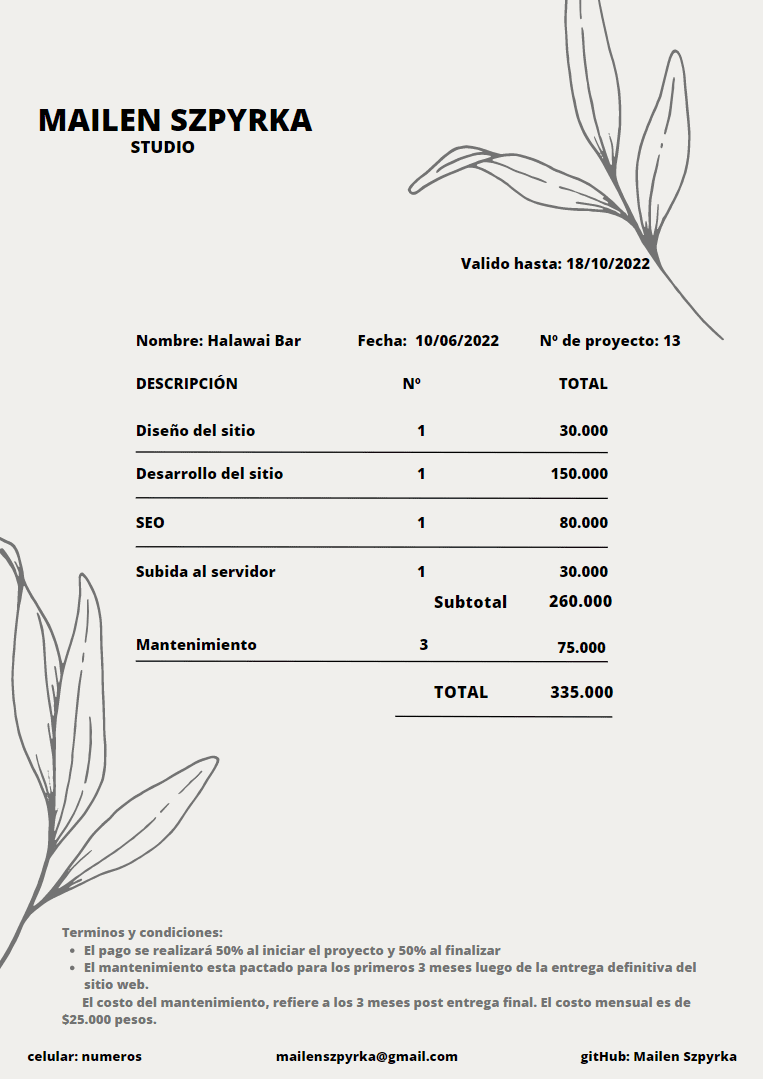 MAILEN SZPYRKA
STUDIO
Valido hasta: 18/10/2022
Nombre: Halawai Bar Fecha: 10/06/2022 Nº de proyecto: 13
DESCRIPCIÓN Nº TOTAL
Diseño del sitio 1 30.000
Desarrollo del sitio 1 150.000
SEO 1 80.000
Subida al servidor 1 30.000
Subtotal 260.000
Mantenimiento 3 75.000
TOTAL 335.000
Terminos y condiciones:
• El pago se realizará 50% al iniciar el proyecto y 50% al finalizar
• El mantenimiento esta pactado para los primeros 3 meses luego de la entrega definitiva del
sitio web.
El costo del mantenimiento, refiere a los 3 meses post entrega final. El costo mensual es de
$25.000 pesos.
celular: numeros mailenszpyrka@gmail.com gitHub: Mailen Szpyrka